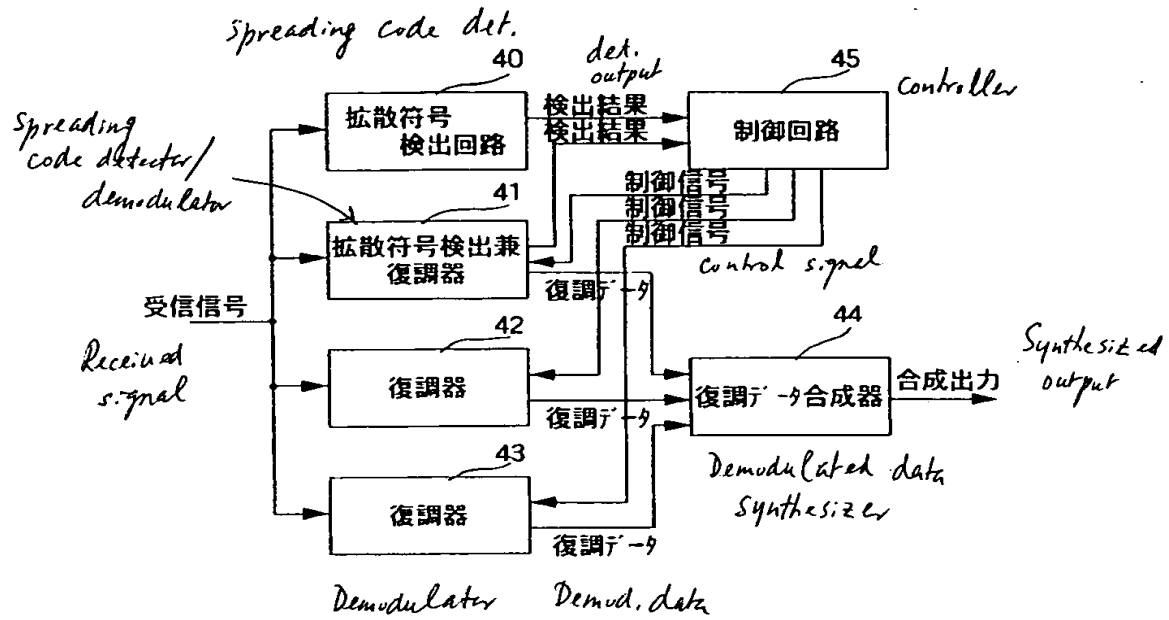 spreading code det.
40
det.
output
45
controller
拡散符号
検出回路
検出結果
検出結果
制御回路
spreading
code detector/
demodulator
制御信号
制御信号
制御信号
control signal
41
拡散符号検出兼
復調器
復調データ
受信信号
Received
signal
42
復調器
復調データ
44
復調データ合成器
合成出力
Synthesized
output
Demodulated data
synthesizer
43
復調器
復調データ
Demodulator
Demod. data